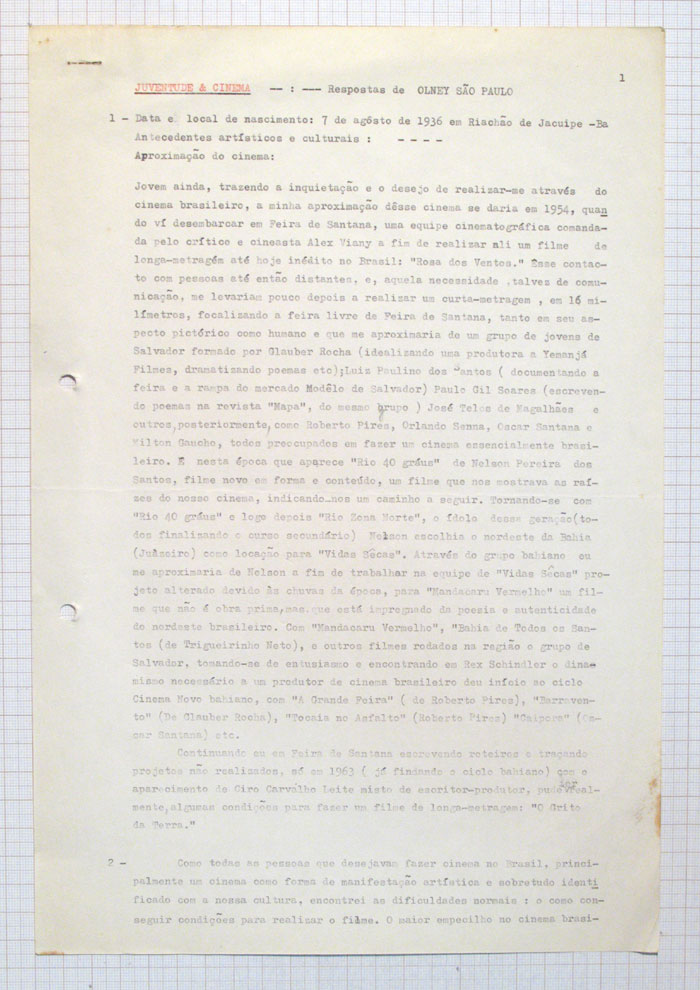 1
JUVENTUDE & CINEMA -- : --- Respostas de OLNEY SÃO PAULO
1 - Data e local de nascimento: 7 de agôsto de 1936 em Riachão de Jacuipe -Ba
Antecedentes artísticos e culturais : - - - -
Aproximação do cinema:
Jovem ainda, trazendo a inquietação e o desejo de realizar-me através do
cinema brasileiro, a minha aproximação dêsse cinema se daria em 1954, quan
do ví desembarcar em Feira de Santana, uma equipe cinematográfica comanda-
da pelo crítico e cineasta Alex Viany a fim de realizar ali um filme de
longa-metragém até hoje inédito no Brasil: "Rosa dos Ventos." Esse contac-
to com pessoas até então distantes, e, aquela necessidade ,talves de comu-
nicação, me levariam pouco depois a realizar um curta-metragem , em 16 mi-
límetros, focalizando a feira livre de Feira de Santana, tanto em seu as-
pecto pictórico como humano e que me aproximaria de um grupo de jovens de
Salvador formado por Glauber Rocha (idealizando uma produtora a Yemanjá
Filmes, dramatizando poemas etc);Luiz Paulino dos Santos ( documentando a
feira e a rampa do mercado Modêlo de Salvador) Paulo Gil Soares (escreven-
do poemas na revista "Mapa", do mesmo grupo ) José Teles de Magalhães e
outros,posteriormente,como Roberto Pires, Orlando Senna, Oscar Santana e
Milton Gaucho, todos preocupados em fazer um cinema essencialmente brasi-
leiro. É nesta época que aparece "Rio 40 gráus" de Nelson Pereira dos
Santos, filme novo em forma e conteúdo, um filme que nos mostrava as raí-
zes do nosso cinema, indicando-nos um caminho a seguir. Tornando-se com
"Rio 40 gráus" e logo depois "Rio Zona Norte", o ídolo dessa geração(to-
dos finalizando o curso secundário) Nelson escolhia o nordeste da Bahia
(Juàzeiro) como locação para "Vidas Sêcas". Através do grupo bahiano eu
me aproximaria de Nelson a fim de trabalhar na equipe de "Vidas Sêcas" pro-
jeto alterado devido às chuvas da época, para "Mandacaru Vermelho" um fil-
me que não é obra prima,mas que está impregnado da poesia e autenticidade
do nordeste brasileiro. Com "Mandacaru Vermelho", "Bahia de Todos os San-
tos (de Trigueirinho Neto), e outros filmes rodados na região o grupo de
Salvador, tomando-se de entusiasmo e encontrando em Rex Schindler o dina-
mismo necessário a um produtor de cinema brasileiro deu início ao ciclo
Cinema Novo bahiano, com "A Grande Feira" ( de Roberto Pires), "Barraven-
to" (De Glauber Rocha), "Tocaia no Asfalto" (Roberto Pires) "Caipora" (Os-
car Santana) etc.
Continuando eu em Feira de Santana escrevendo roteiros e traçando
projetos não realizados, só em 1963 ( já findando o ciclo bahiano) com o
aparecimento de Ciro Carvalho Leite misto de escritor-produtor, pude real-
mente,algumas condições para fazer um filme de longa-metragem: "O Grito
da Terra."
2 - Como todas as pessoas que desejavam fazer cinema no Brasil, princi-
palmente um cinema como forma de manifestação artística e sobretudo identi
ficado com a nossa cultura, encontrei as dificuldades normais : o como con-
seguir condições para realizar o filme. O maior empecilho no cinema brasi-